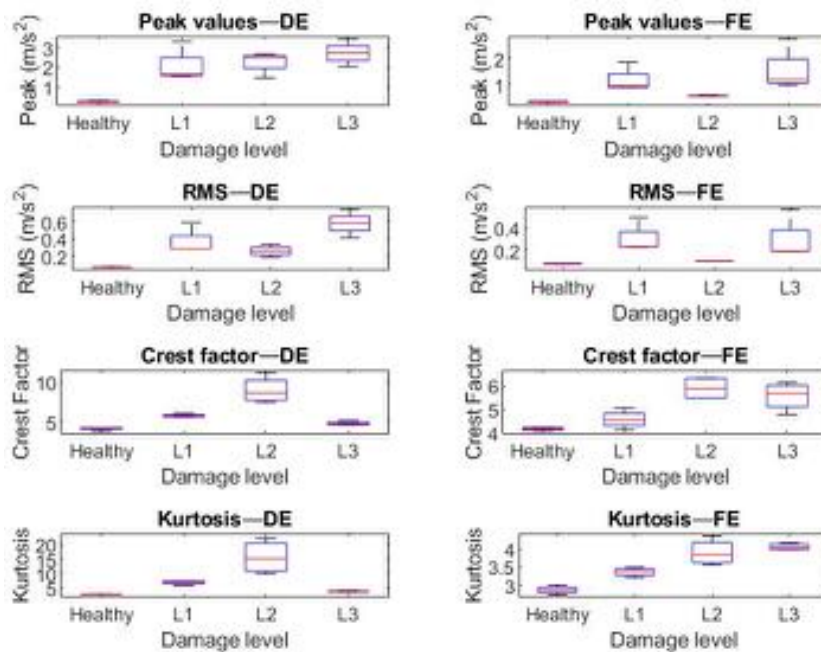 Peak values—DE
Peak (m/s²)
3
2
1
Healthy L1 L2 L3
Damage level
Peak values—FE
Peak (m/s²)
2
1
Healthy L1 L2 L3
Damage level
RMS—DE
RMS (m/s²)
0.6
0.4
0.2
Healthy L1 L2 L3
Damage level
RMS—FE
RMS (m/s²)
0.4
0.2
Healthy L1 L2 L3
Damage level
Crest factor—DE
Crest Factor
10
5
Healthy L1 L2 L3
Damage level
Crest factor—FE
Crest Factor
6
5
4
Healthy L1 L2 L3
Damage level
Kurtosis—DE
Kurtosis
20
15
10
5
Healthy L1 L2 L3
Damage level
Kurtosis—FE
Kurtosis
4
3.5
3
Healthy L1 L2 L3
Damage level